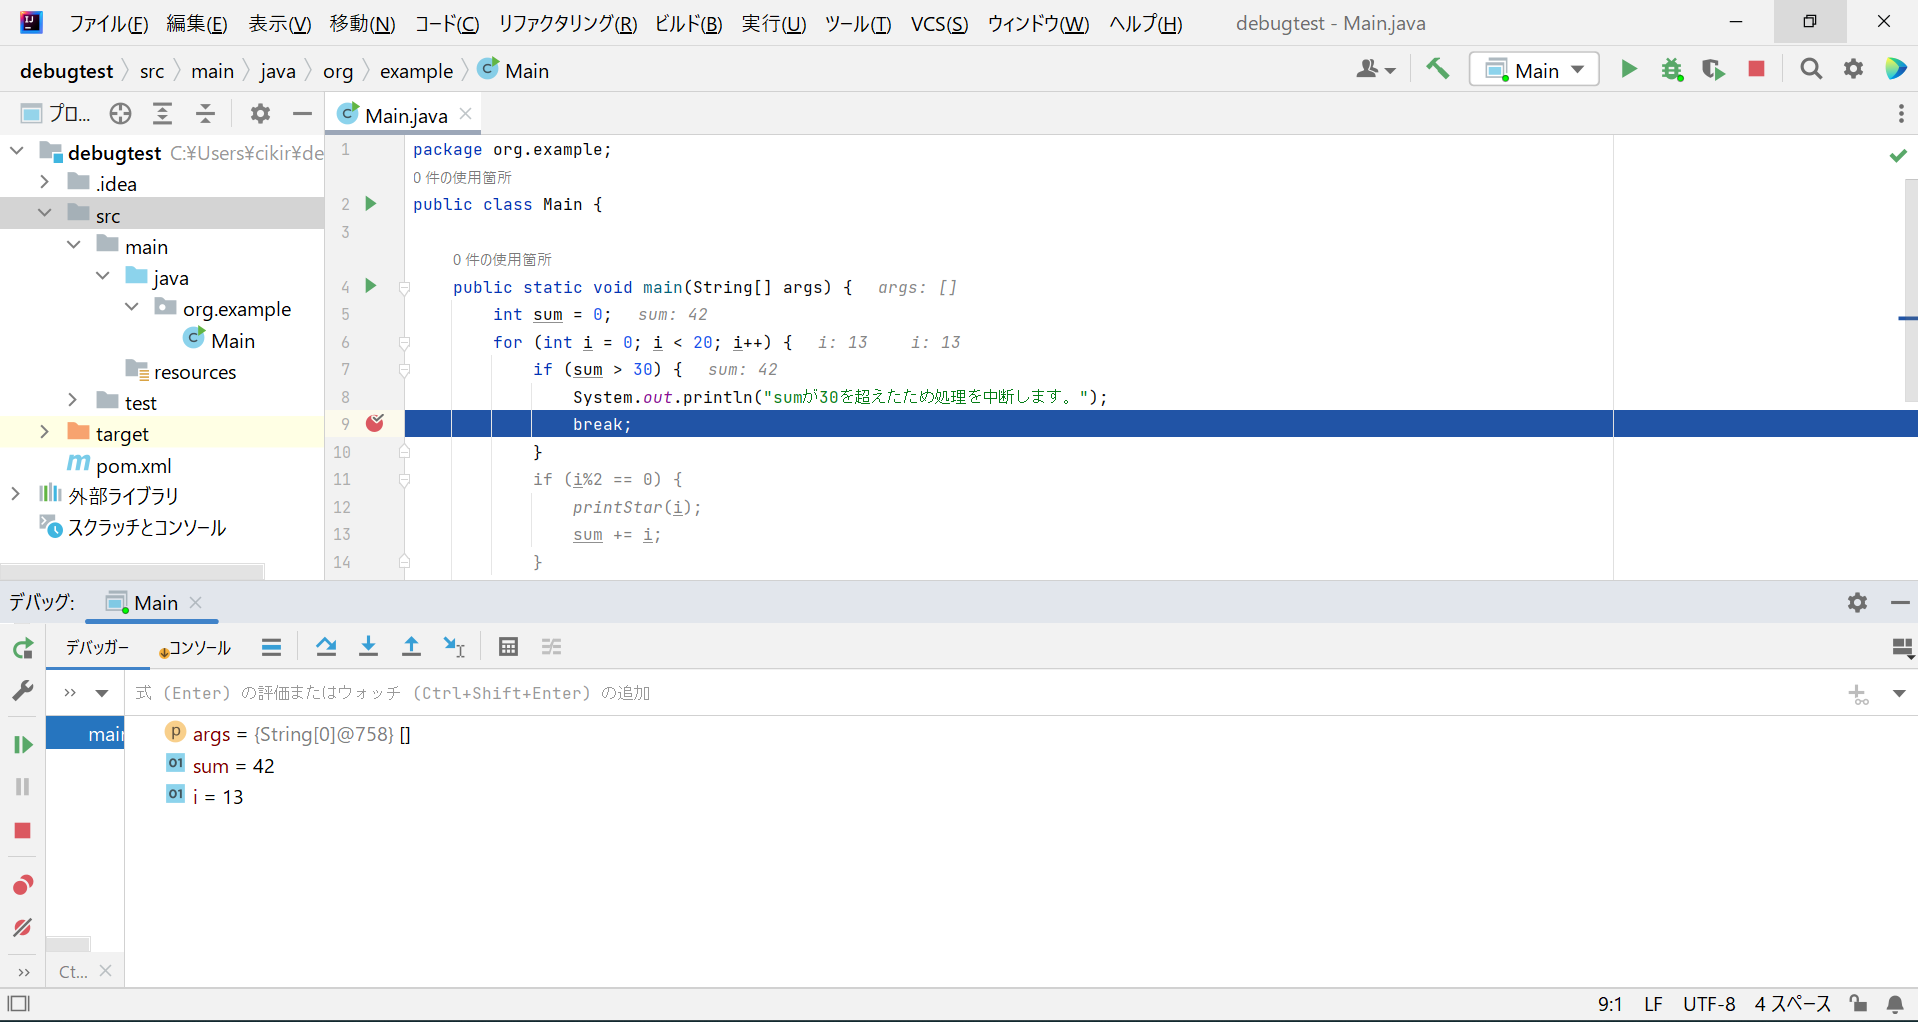 ファイル(F) 編集(E) 表示(V) 移動(N) コード(C) リファクタリング(R) ビルド(B) 実行(U) ツール(T) VCS(S) ウィンドウ(W) ヘルプ(H) debugtest - Main.java
debugtest src main java org example Main
Main
プロ...
Main.java
debugtest C:¥Users¥cikir¥de
.idea
src
main
java
org.example
Main
resources
test
target
pom.xml
外部ライブラリ
スクラッチとコンソール
1 package org.example;
0 件の使用箇所
2 public class Main {
3
0 件の使用箇所
4 public static void main(String[] args) { args: []
5 int sum = 0; sum: 42
6 for (int i = 0; i < 20; i++) { i: 13 i: 13
7 if (sum > 30) { sum: 42
8 System.out.println("sumが30を超えたため処理を中断します。");
9 break;
10 }
11 if (i%2 == 0) {
12 printStar(i);
13 sum += i;
14 }
デバッグ: Main
デバッガー コンソール
式 (Enter) の評価またはウォッチ (Ctrl+Shift+Enter) の追加
main
args = {String[0]@758} []
sum = 42
i = 13
Ct...
9:1 LF UTF-8 4 スペース